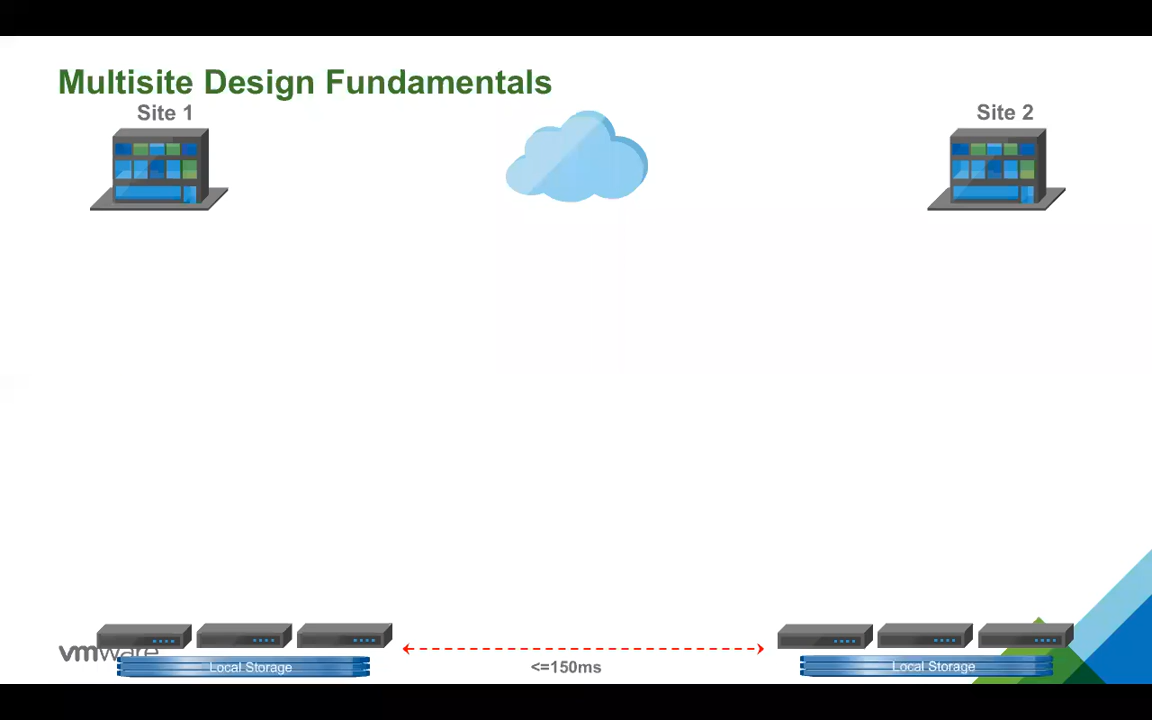 Multisite Design Fundamentals
Site 1
Site 2
vmware
Local Storage
<=150ms
Local Storage